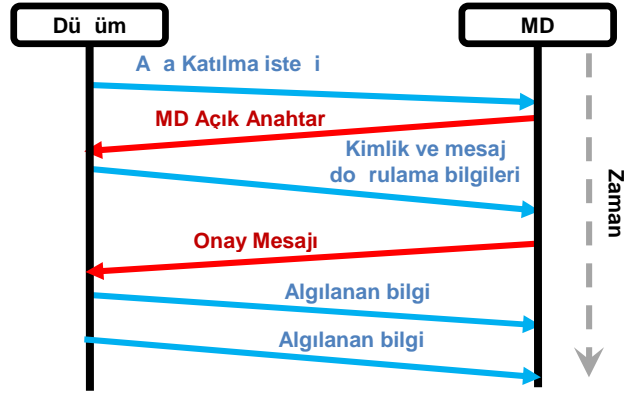 Dü üm
MD
A a Katılma iste i
MD Açık Anahtar
Kimlik ve mesaj
do rulama bilgileri
Onay Mesajı
Algılanan bilgi
Algılanan bilgi
Zaman